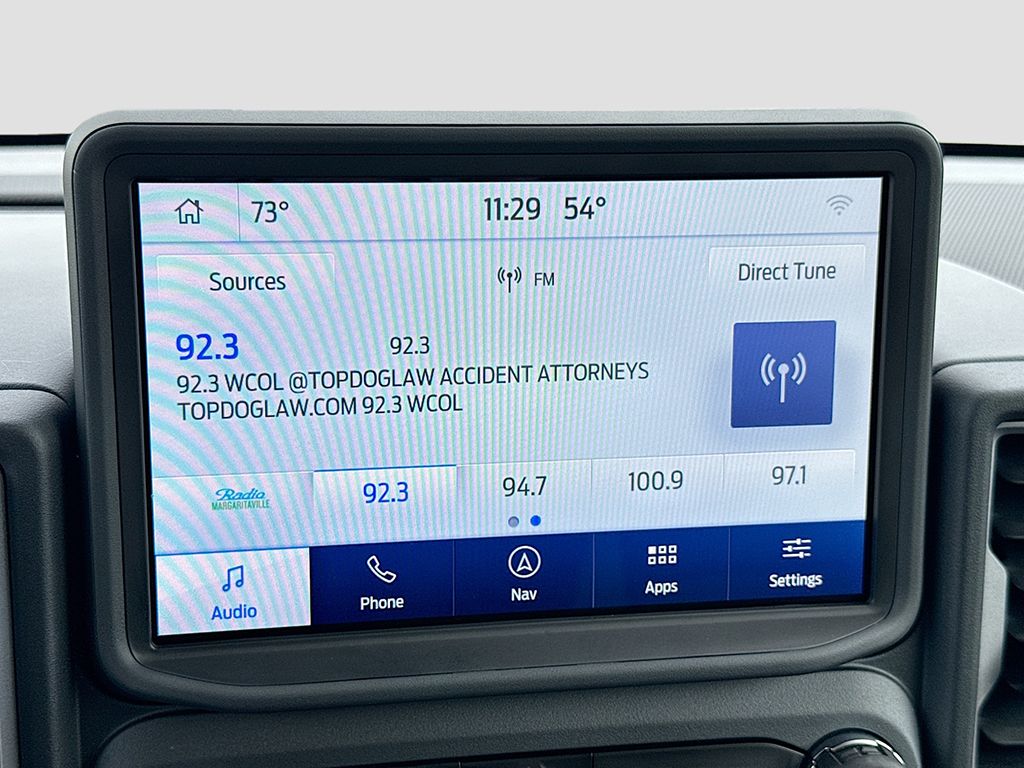 73° 11:29 54°
Sources FM Direct Tune
92.3 92.3
92.3 WCOL @TOPDOGLAW ACCIDENT ATTORNEYS
TOPDOGLAW.COM 92.3 WCOL
Radio
MARGARITAVILLE
92.3 94.7 100.9 97.1
Audio Phone Nav Apps Settings